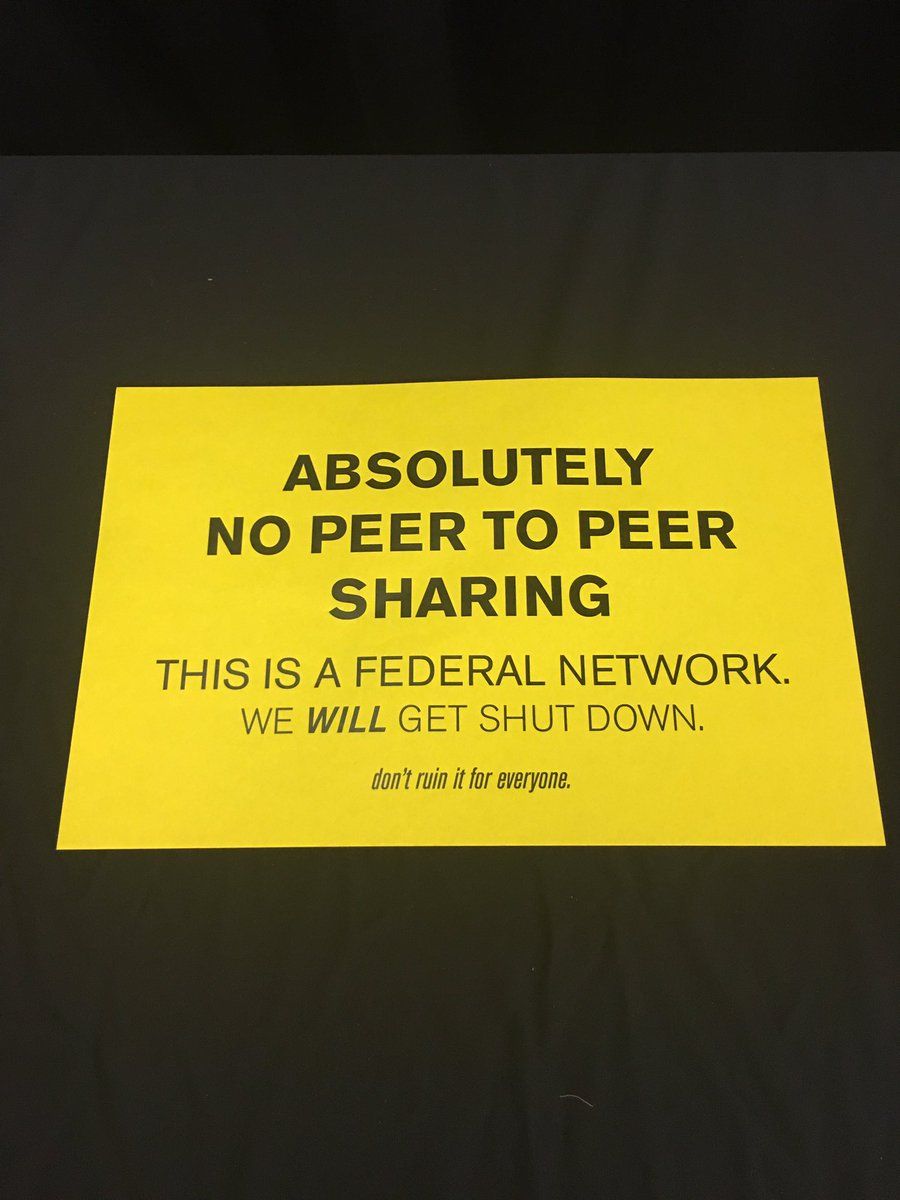 ABSOLUTELY
NO PEER TO PEER
SHARING
THIS IS A FEDERAL NETWORK.
WE WILL GET SHUT DOWN.
don't ruin it for everyone.